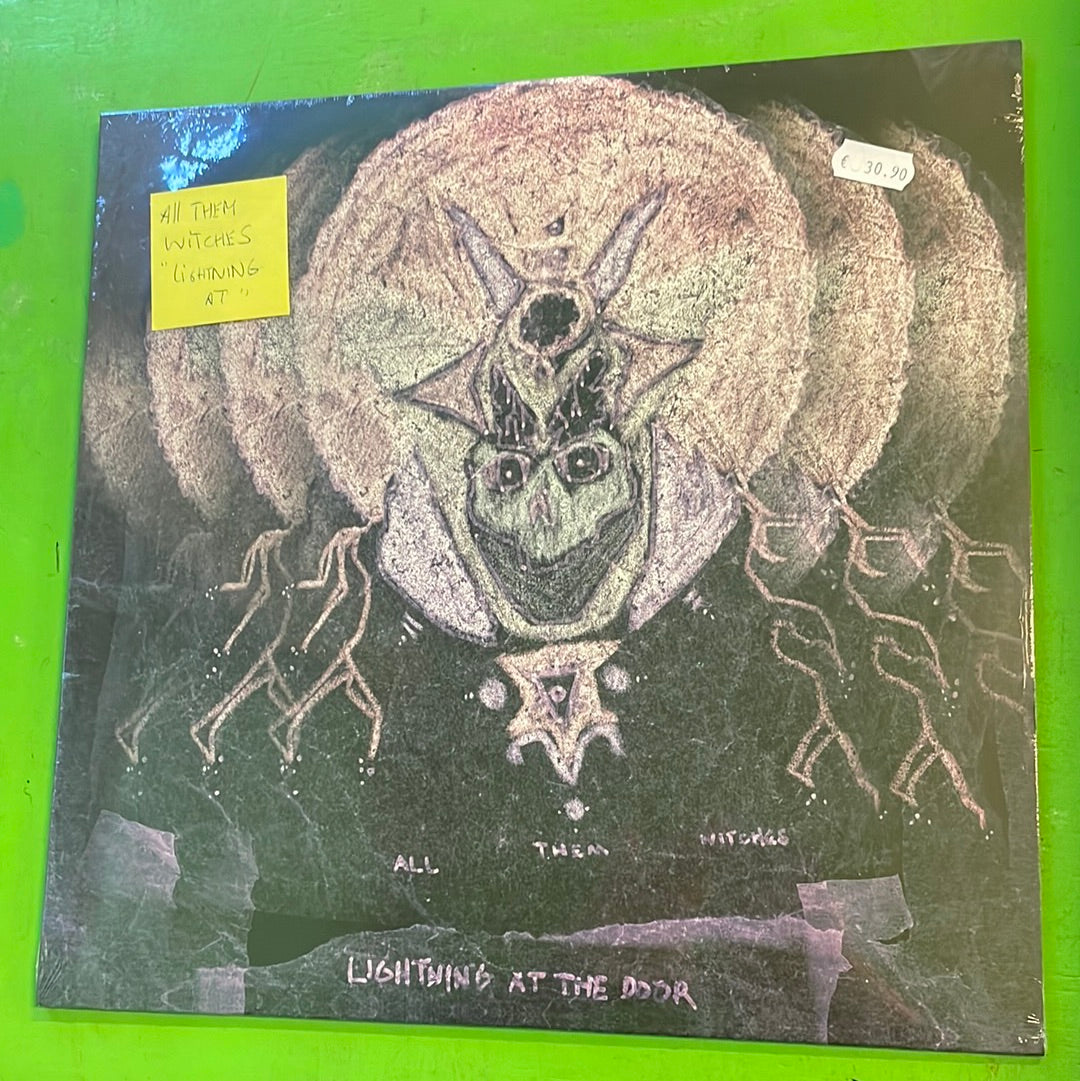 € 30.90
All THEM
WITCHES
"LIGHTNING
AT"
ALL THEM WITCHES
LIGHTNING AT THE DOOR